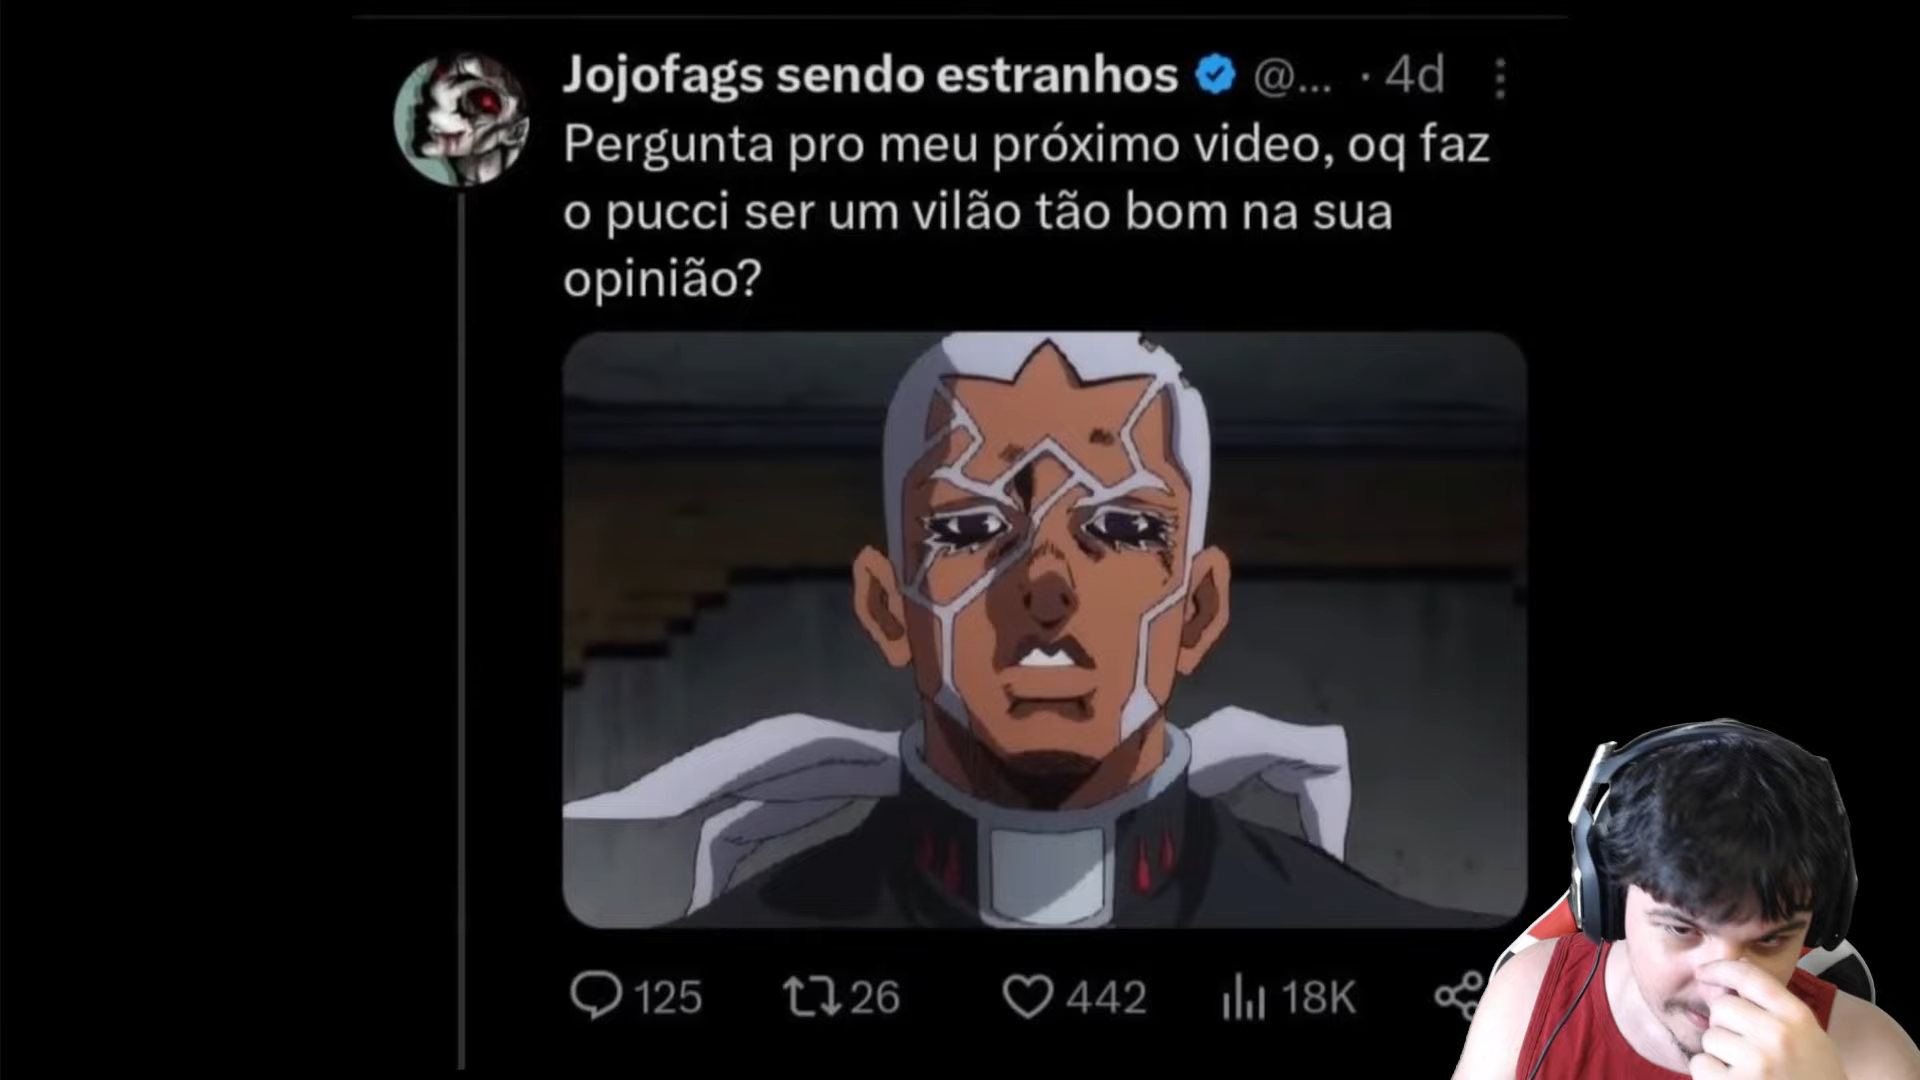 Jojofags sendo estranhos @... · 4d
Pergunta pro meu próximo video, oq faz
o pucci ser um vilão tão bom na sua
opinião?
125 26 442 18K